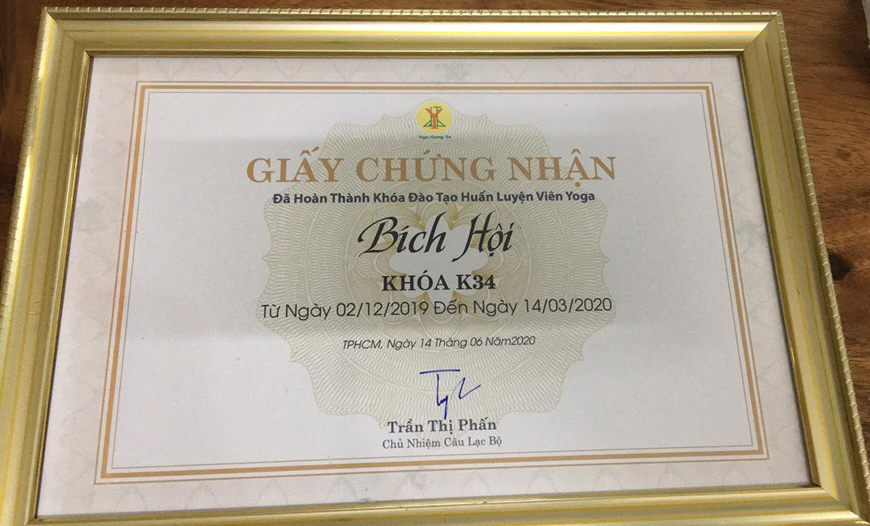 Yoga Hương Tre
GIẤY CHỨNG NHẬN
Đã Hoàn Thành Khóa Đào Tạo Huấn Luyện Viên Yoga
Bích Hội
KHÓA K34
Từ Ngày 02/12/2019 Đến Ngày 14/03/2020
TPHCM, Ngày 14 Tháng 06 Năm2020
Trần Thị Phấn
Chủ Nhiệm Câu Lạc Bộ